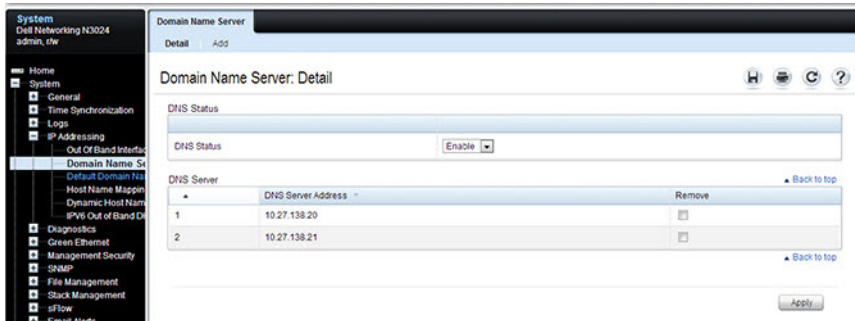 System
Dell Networking N3024
admin, r/w
Home
System
General
Time Synchronization
Logs
IP Addressing
Out Of Band Interfac
Domain Name Se
Default Domain Na
Host Name Mappin
Dynamic Host Nam
IPV6 Out of Band D
Diagnostics
Green Ethernet
Management Security
SNMP
File Management
Stack Management
sFlow
Email Alerts
Domain Name Server
Detail Add
Domain Name Server: Detail
DNS Status
DNS Status Enable
DNS Server
Back to top
DNS Server Address Remove
1 10.27.138.20
2 10.27.138.21
Back to top
Apply